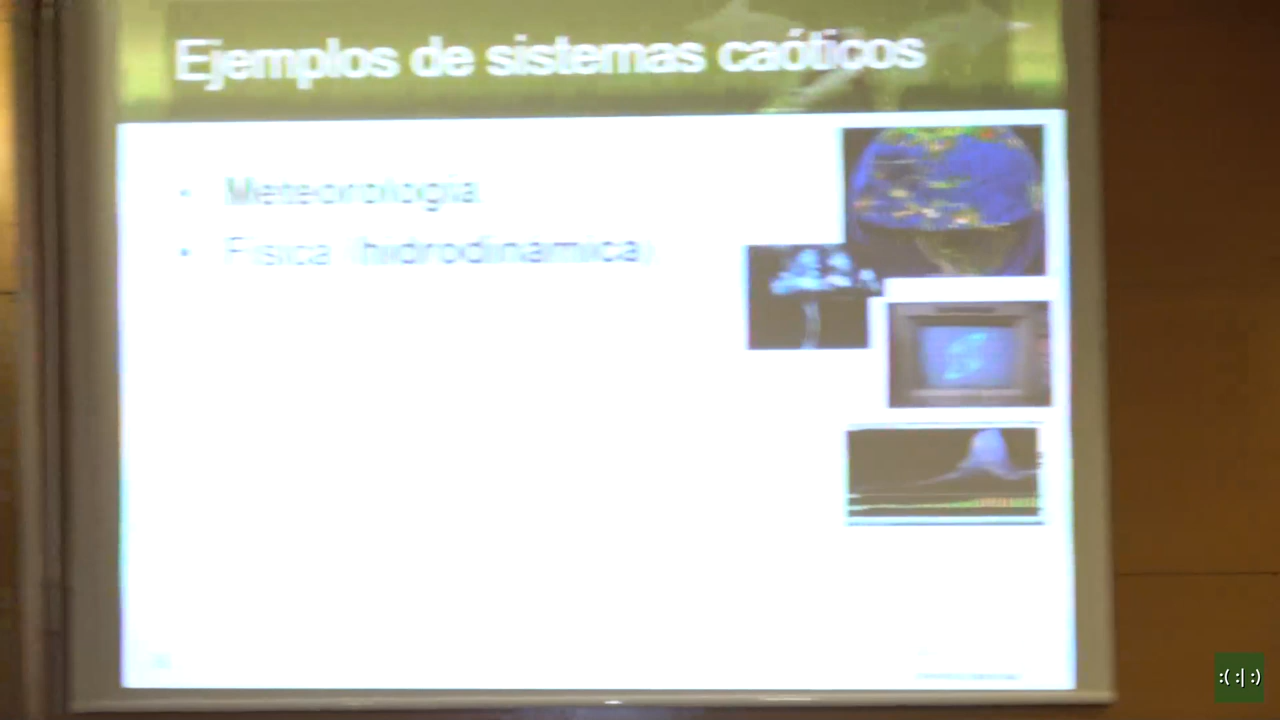 Ejemplos de sistemas caóticos
• Meteorología
• Física (hidrodinámica)
:( :| :)